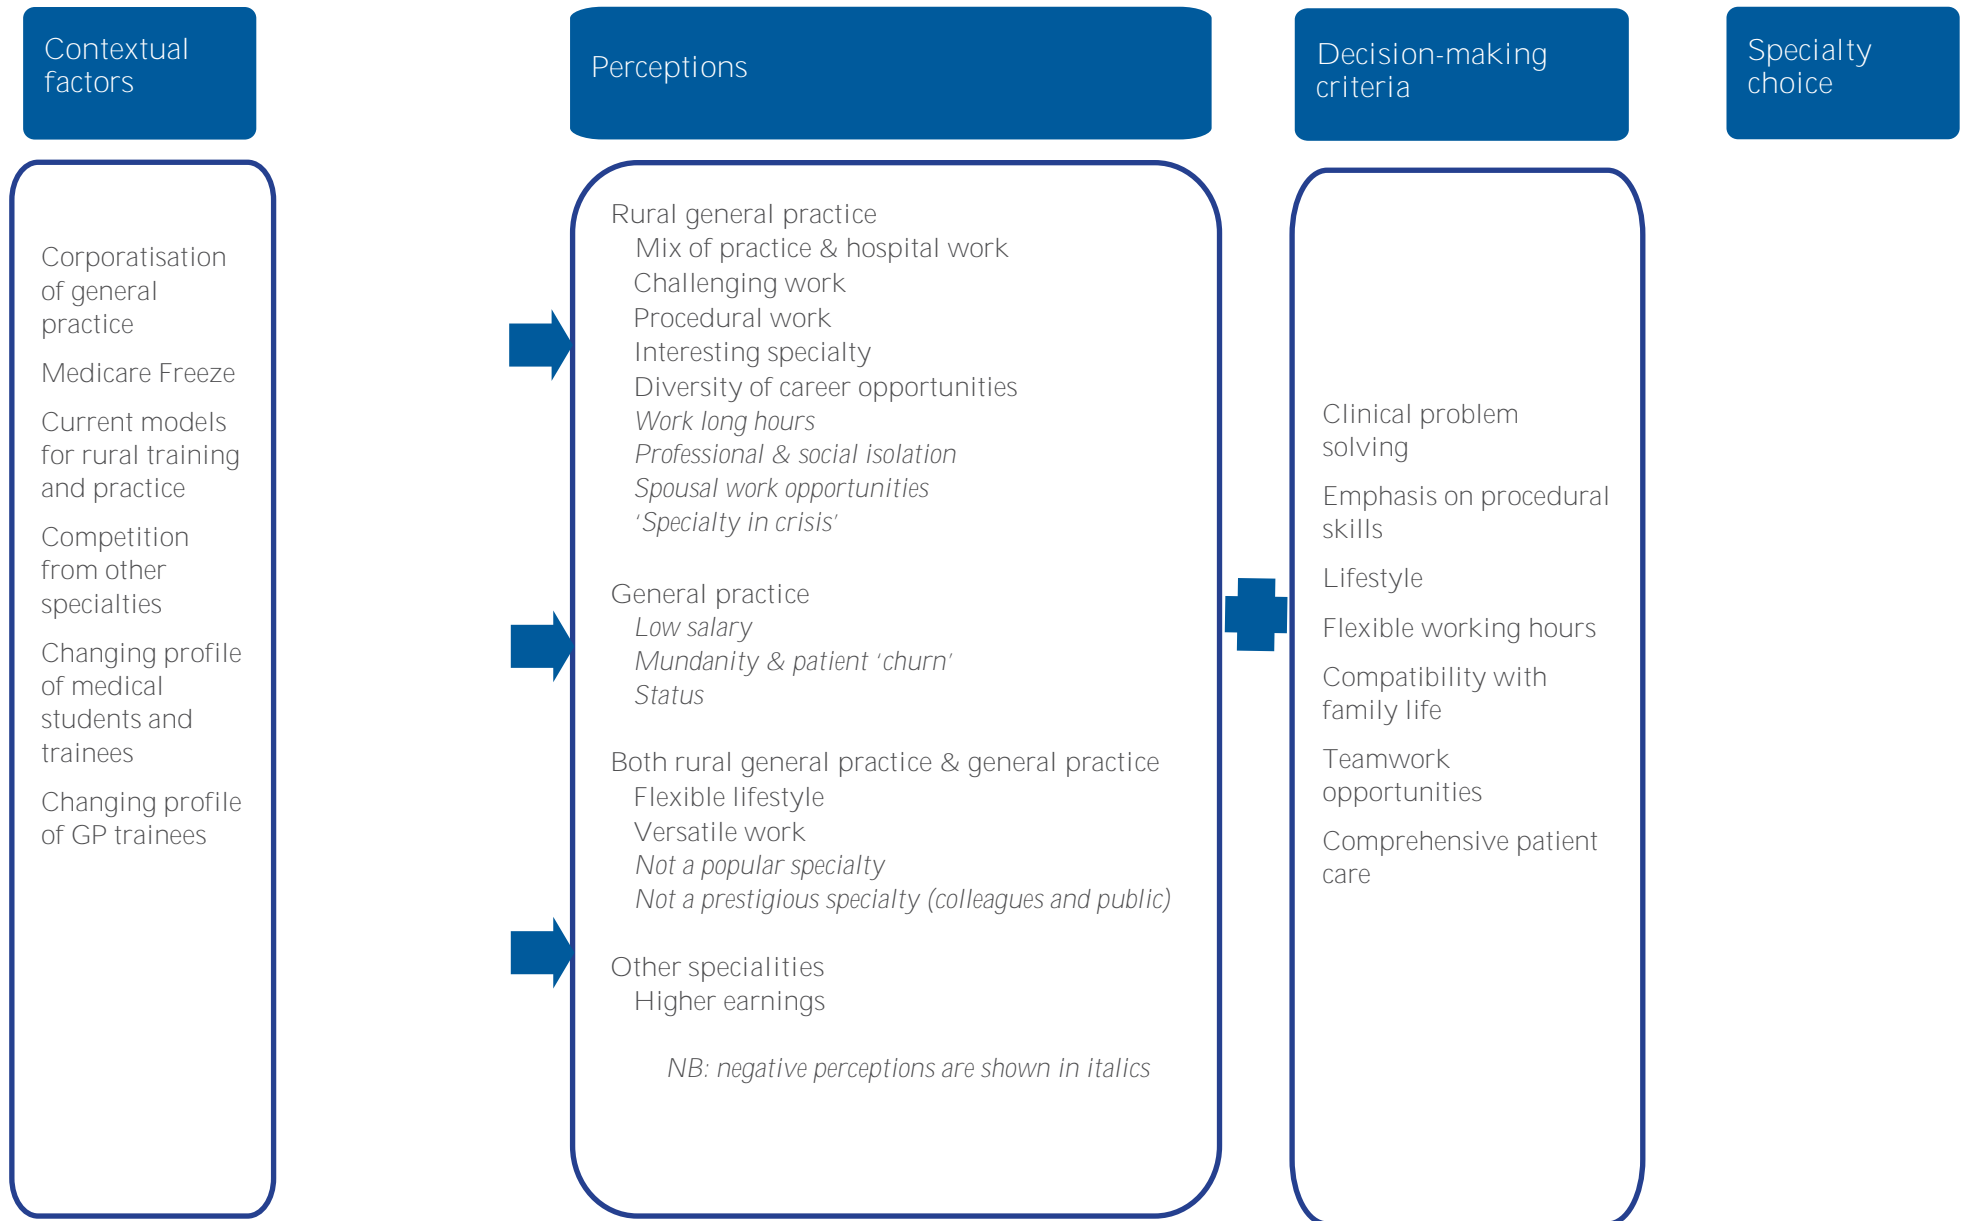 Contextual
factors
Perceptions
Decision-making
criteria
Specialty
choice
Corporatisation
of general
practice
Medicare Freeze
Current models
for rural training
and practice
Competition
from other
specialties
Changing profile
of medical
students and
trainees
Changing profile
of GP trainees
Rural general practice
Mix of practice & hospital work
Challenging work
Procedural work
Interesting specialty
Diversity of career opportunities
Work long hours
Professional & social isolation
Spousal work opportunities
‘Specialty in crisis’
General practice
Low salary
Mundanity & patient ‘churn’
Status
Both rural general practice & general practice
Flexible lifestyle
Versatile work
Not a popular specialty
Not a prestigious specialty (colleagues and public)
Other specialities
Higher earnings
NB: negative perceptions are shown in italics
Clinical problem
solving
Emphasis on procedural
skills
Lifestyle
Flexible working hours
Compatibility with
family life
Teamwork
opportunities
Comprehensive patient
care